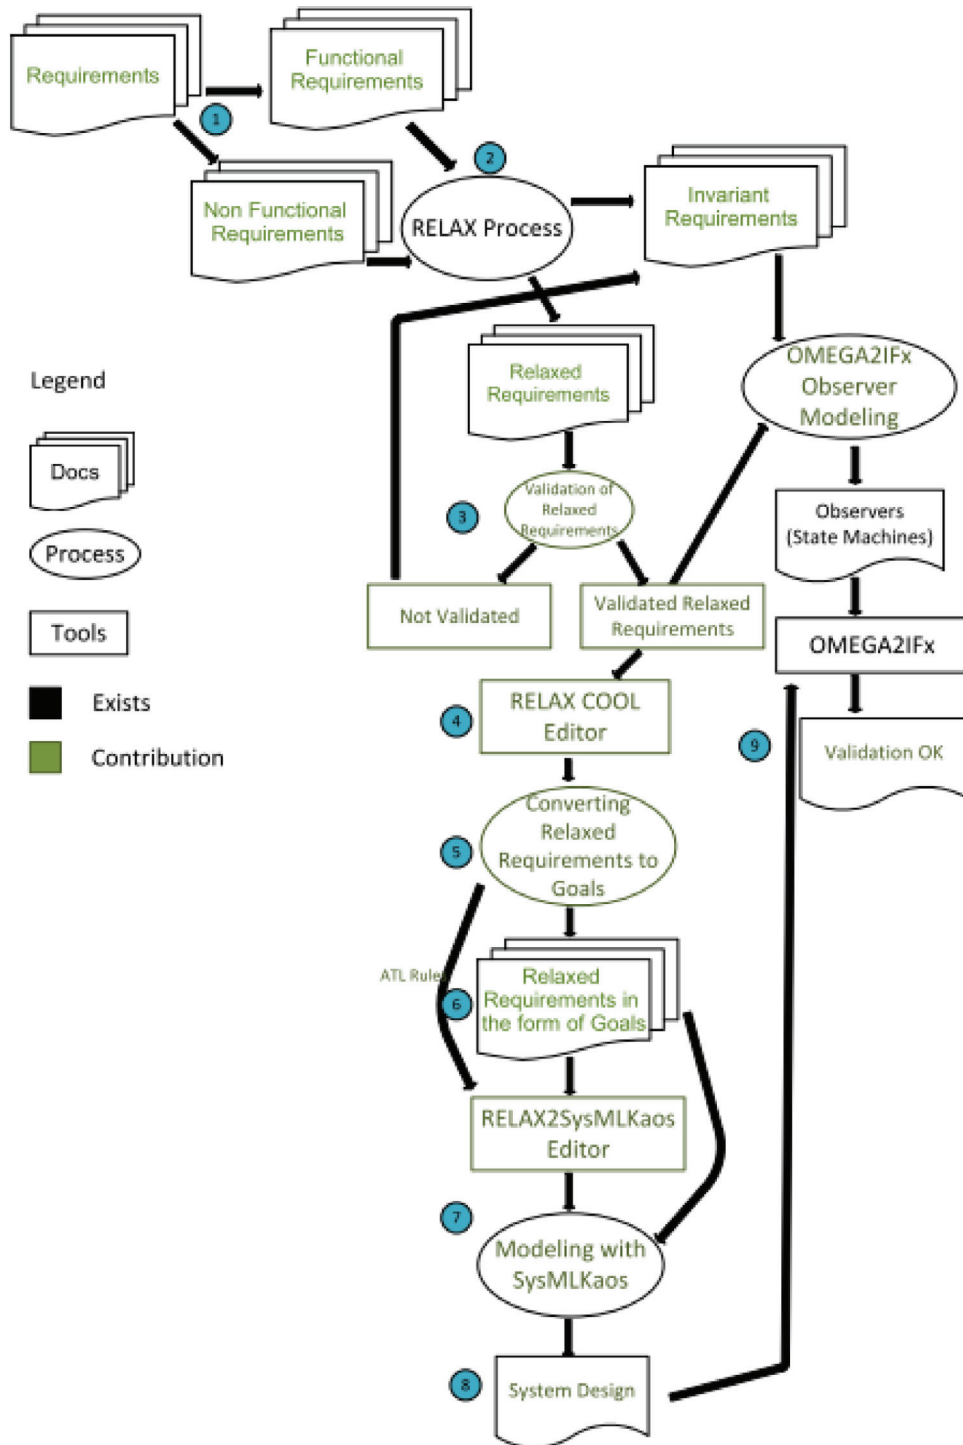 Requirements
Functional
Requirements
1
2
Non Functional
Requirements
RELAX Process
Invariant
Requirements
Relaxed
Requirements
OMEGA2IFx
Observer
Modeling
Legend
Docs
Process
Tools
Exists
Contribution
3
Validation of
Relaxed
Requirements
Observers
(State Machines)
Not Validated
Validated Relaxed
Requirements
OMEGA2IFx
4
RELAX COOL
Editor
9
Validation OK
5
Converting
Relaxed
Requirements to
Goals
ATL Rule
6
Relaxed
Requirements in
the form of Goals
RELAX2SysMLKaos
Editor
7
Modeling with
SysMLKaos
8
System Design